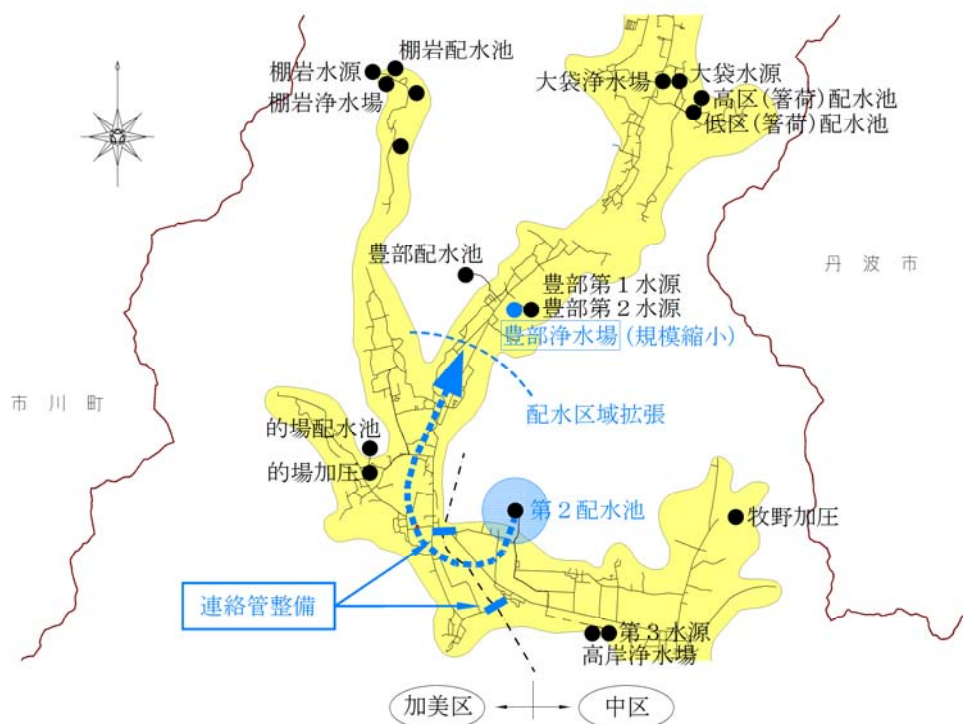 棚岩配水池
棚岩水源
棚岩浄水場
大袋浄水場
大袋水源
高区(箸荷)配水池
低区(箸荷)配水池
豊部配水池
豊部第1水源
豊部第2水源
豊部浄水場(規模縮小)
丹波市
市川町
配水区域拡張
的場配水池
的場加圧
第2配水池
牧野加圧
連絡管整備
第3水源
高岸浄水場
加美区
中区